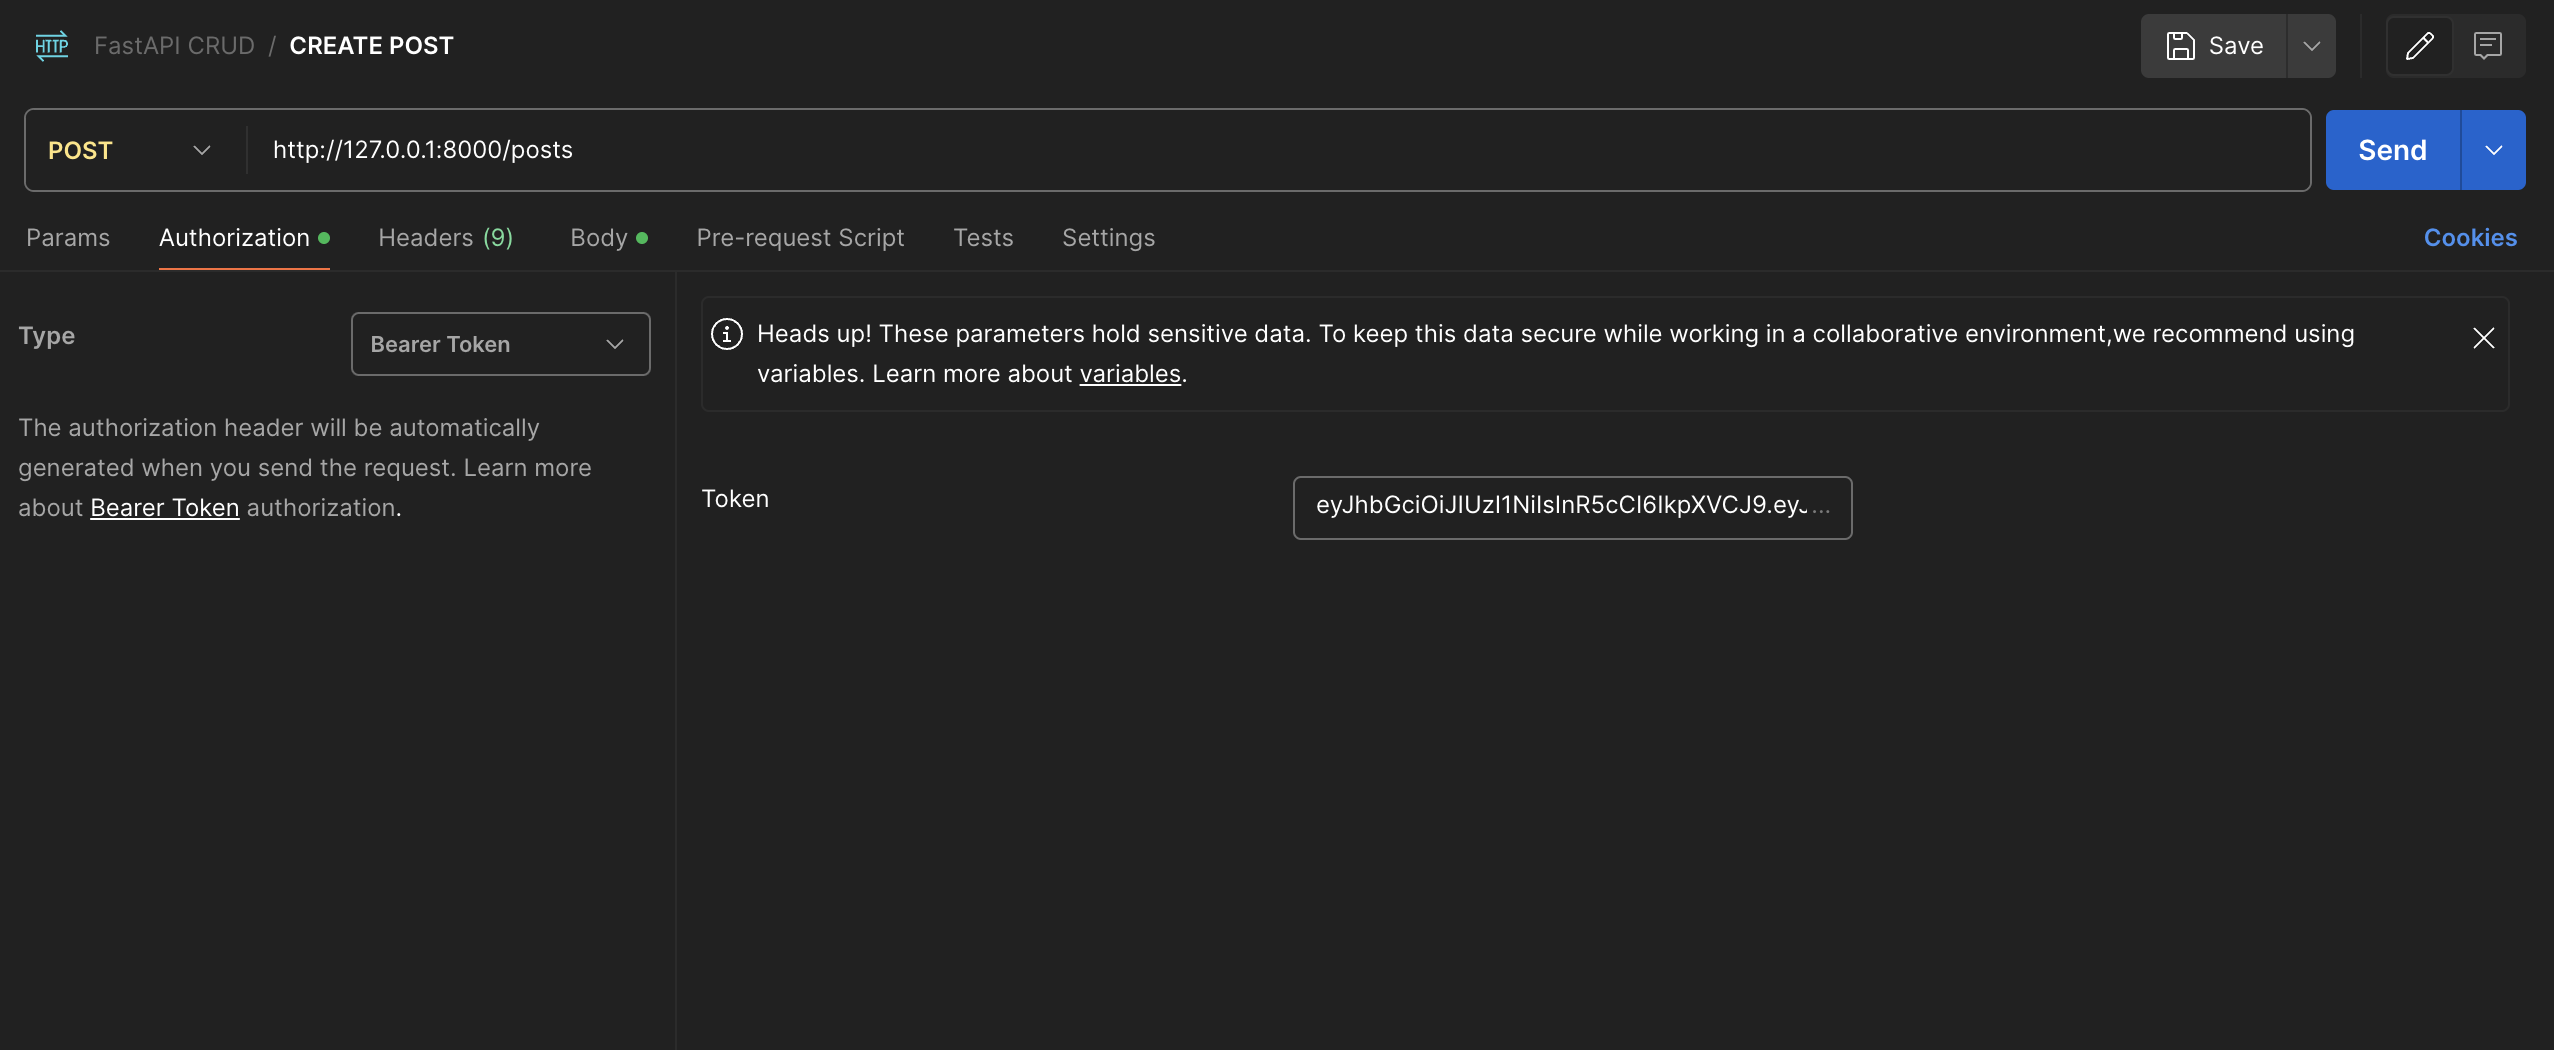 HTTP FastAPI CRUD / CREATE POST Save
POST http://127.0.0.1:8000/posts Send
Params Authorization Headers (9) Body Pre-request Script Tests Settings Cookies
Type Bearer Token
The authorization header will be automatically
generated when you send the request. Learn more
about Bearer Token authorization.
Heads up! These parameters hold sensitive data. To keep this data secure while working in a collaborative environment,we recommend using
variables. Learn more about variables.
Token eyJhbGciOiJIUzI1NiIsInR5cCI6IkpXVCJ9.eyJ...